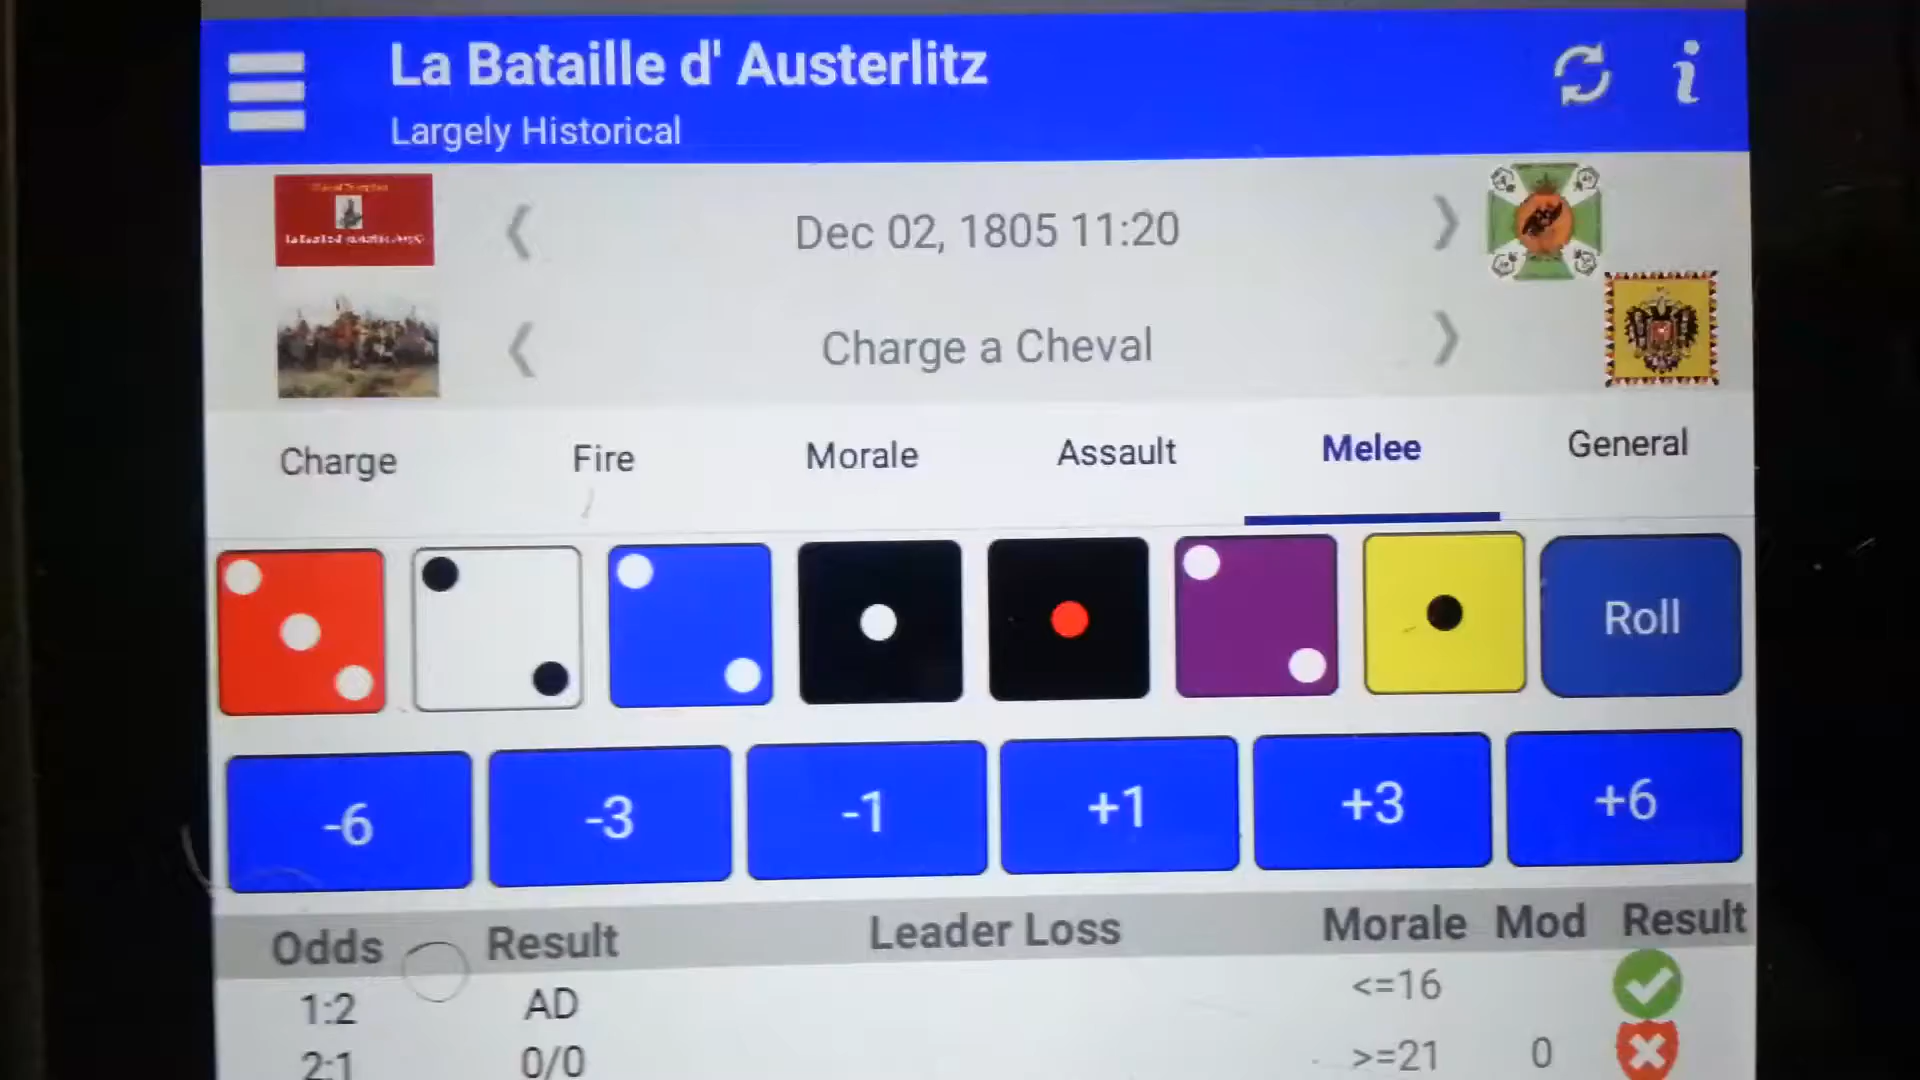 La Bataille d' Austerlitz
Largely Historical
Dec 02, 1805 11:20
Charge a Cheval
Charge Fire Morale Assault Melee General
Roll
-6 -3 -1 +1 +3 +6
Odds Result Leader Loss Morale Mod Result
1:2 AD <=16
2:1 0/0 >=21 0